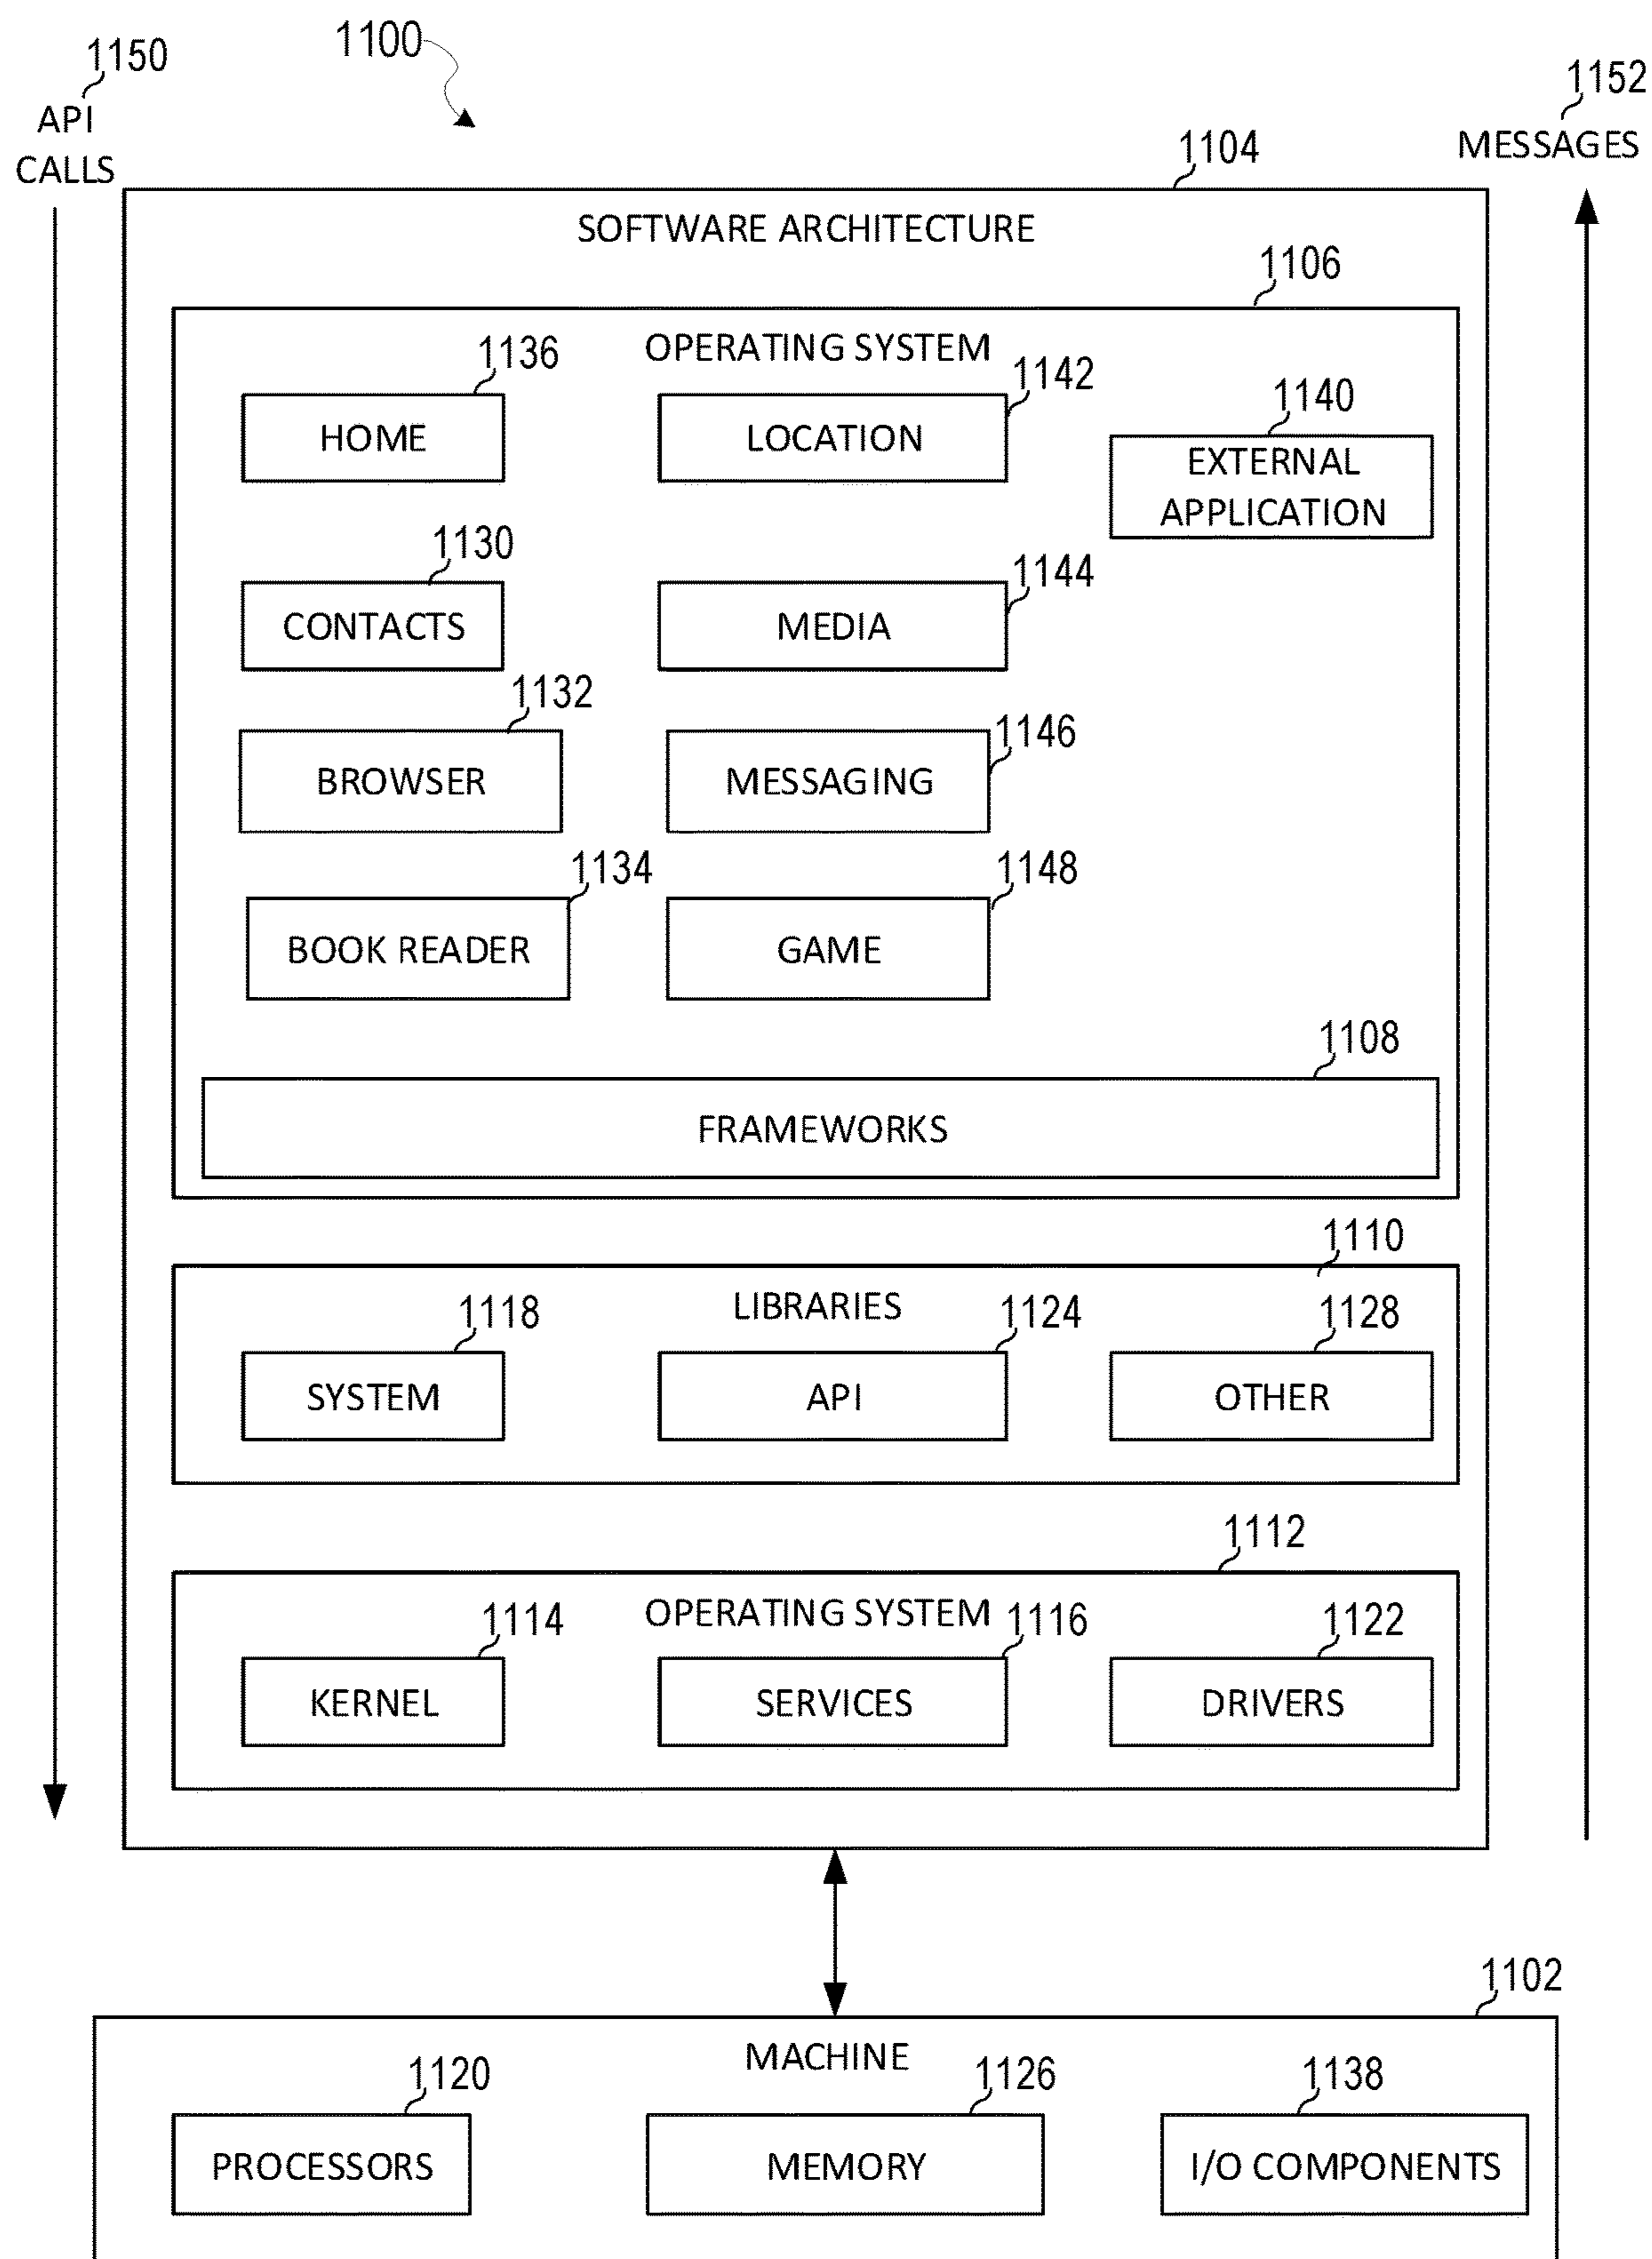 1100
1150
API
CALLS
1152
MESSAGES
1104
SOFTWARE ARCHITECTURE
1106
OPERATING SYSTEM
1136
HOME
1142
LOCATION
1140
EXTERNAL
APPLICATION
1130
CONTACTS
1144
MEDIA
1132
BROWSER
1146
MESSAGING
1134
BOOK READER
1148
GAME
1108
FRAMEWORKS
1110
LIBRARIES
1118
SYSTEM
1124
API
1128
OTHER
1112
OPERATING SYSTEM
1114
KERNEL
1116
SERVICES
1122
DRIVERS
1102
MACHINE
1120
PROCESSORS
1126
MEMORY
1138
I/O COMPONENTS